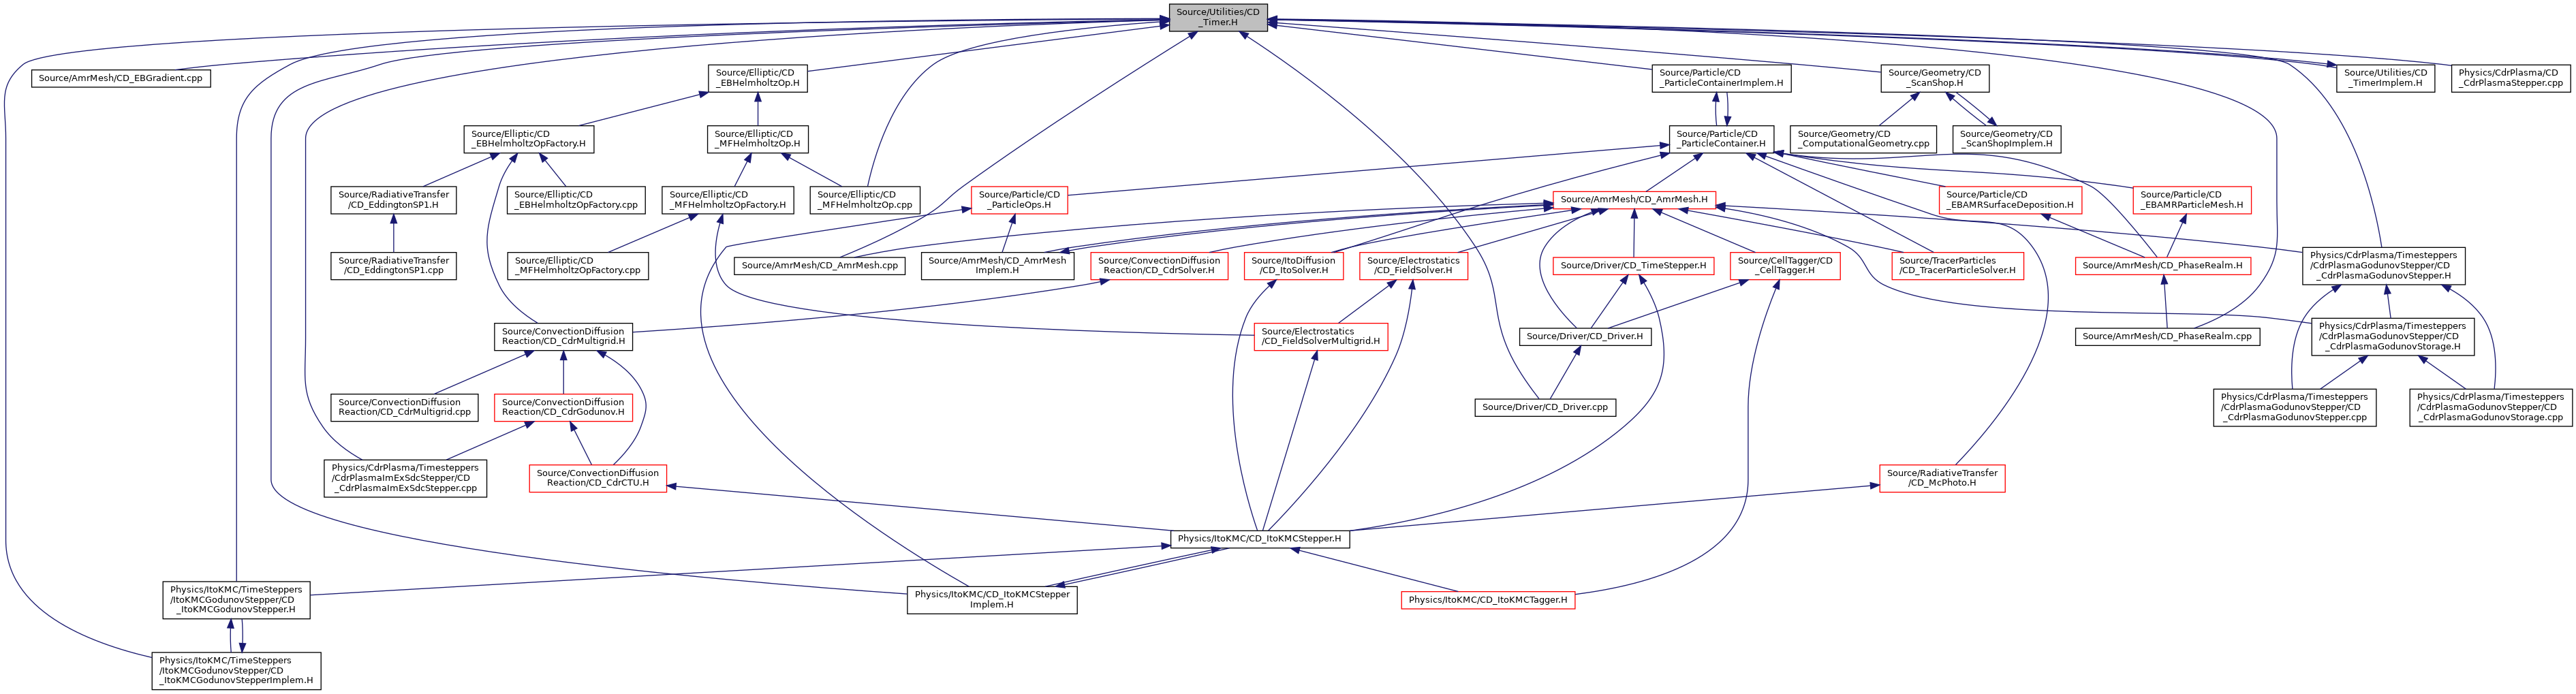 Source/Utilities/CD
_Timer.H
Source/AmrMesh/CD_EBGradient.cpp
Source/Elliptic/CD
_EBHelmholtzOp.H
Source/Particle/CD
_ParticleContainerImplem.H
Source/Geometry/CD
_ScanShop.H
Source/Utilities/CD
_TimerImplem.H
Physics/CdrPlasma/CD
_CdrPlasmaStepper.cpp
Source/Elliptic/CD
_EBHelmholtzOpFactory.H
Source/Elliptic/CD
_MFHelmholtzOp.H
Source/Particle/CD
_ParticleContainer.H
Source/Geometry/CD
_ComputationalGeometry.cpp
Source/Geometry/CD
_ScanShopImplem.H
Source/RadiativeTransfer
/CD_EddingtonSP1.H
Source/Elliptic/CD
_EBHelmholtzOpFactory.cpp
Source/Elliptic/CD
_MFHelmholtzOpFactory.H
Source/Elliptic/CD
_MFHelmholtzOp.cpp
Source/Particle/CD
_ParticleOps.H
Source/AmrMesh/CD_AmrMesh.H
Source/Particle/CD
_EBAMRSurfaceDeposition.H
Source/Particle/CD
_EBAMRParticleMesh.H
Source/RadiativeTransfer
/CD_EddingtonSP1.cpp
Source/Elliptic/CD
_MFHelmholtzOpFactory.cpp
Source/AmrMesh/CD_AmrMesh.cpp
Source/AmrMesh/CD_AmrMesh
Implem.H
Source/ConvectionDiffusion
Reaction/CD_CdrSolver.H
Source/ItoDiffusion
/CD_ItoSolver.H
Source/Electrostatics
/CD_FieldSolver.H
Source/Driver/CD_TimeStepper.H
Source/CellTagger/CD
_CellTagger.H
Source/TracerParticles
/CD_TracerParticleSolver.H
Source/AmrMesh/CD_PhaseRealm.H
Physics/CdrPlasma/Timesteppers
/CdrPlasmaGodunovStepper/CD
_CdrPlasmaGodunovStepper.H
Source/ConvectionDiffusion
Reaction/CD_CdrMultigrid.H
Source/Electrostatics
/CD_FieldSolverMultigrid.H
Source/Driver/CD_Driver.H
Source/AmrMesh/CD_PhaseRealm.cpp
Physics/CdrPlasma/Timesteppers
/CdrPlasmaGodunovStepper/CD
_CdrPlasmaGodunovStorage.H
Source/ConvectionDiffusion
Reaction/CD_CdrMultigrid.cpp
Source/ConvectionDiffusion
Reaction/CD_CdrGodunov.H
Source/Driver/CD_Driver.cpp
Physics/CdrPlasma/Timesteppers
/CdrPlasmaGodunovStepper/CD
_CdrPlasmaGodunovStepper.cpp
Physics/CdrPlasma/Timesteppers
/CdrPlasmaGodunovStepper/CD
_CdrPlasmaGodunovStorage.cpp
Physics/CdrPlasma/Timesteppers
/CdrPlasmaImExSdcStepper/CD
_CdrPlasmaImExSdcStepper.cpp
Source/ConvectionDiffusion
Reaction/CD_CdrCTU.H
Source/RadiativeTransfer
/CD_McPhoto.H
Physics/ItoKMC/CD_ItoKMCStepper.H
Physics/ItoKMC/TimeSteppers
/ItoKMCGodunovStepper/CD
_ItoKMCGodunovStepper.H
Physics/ItoKMC/CD_ItoKMCStepper
Implem.H
Physics/ItoKMC/CD_ItoKMCTagger.H
Physics/ItoKMC/TimeSteppers
/ItoKMCGodunovStepper/CD
_ItoKMCGodunovStepperImplem.H